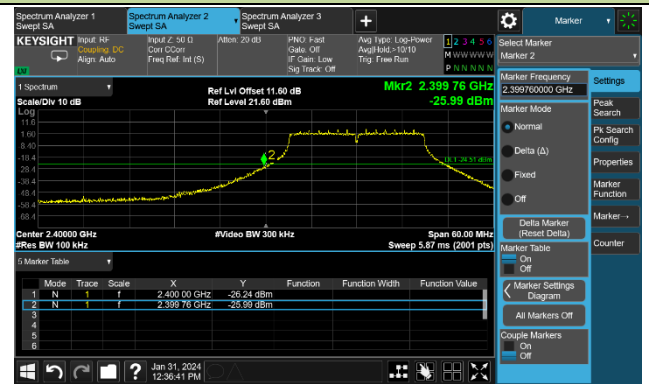 Spectrum Analyzer 1
Swept SA
Spectrum Analyzer 2
Swept SA
Spectrum Analyzer 3
Swept SA
Marker
KEYSIGHT
Input: RF
Coupling: DC
Align: Auto
Input Z: 50 Ω
Corr CCorr
Freq Ref: Int (S)
Atten: 20 dB
PNO: Fast
Gate: Off
IF Gain: Low
Sig Track: Off
Avg Type: Log-Power
Avg|Hold:>10/10
Trig: Free Run
1 2 3 4 5 6
M W W W W W
P N N N N N
Select Marker
Marker 2
LW
1 Spectrum
Scale/Div 10 dB
Ref Lvl Offset 11.60 dB
Ref Level 21.60 dBm
Mkr2 2.399 76 GHz
-25.99 dBm
Log
11.6
1.60
-8.40
-18.4
-28.4
-38.4
-48.4
-58.4
-68.4
2
DL1 -24.51 dBm
Center 2.40000 GHz
#Res BW 100 kHz
#Video BW 300 kHz
Span 60.00 MHz
Sweep 5.87 ms (2001 pts)
5 Marker Table
Mode Trace Scale X Y Function Function Width Function Value
1 N 1 f 2.400 00 GHz -26.24 dBm
2 N 1 f 2.399 76 GHz -25.99 dBm
3
4
5
6
Marker Frequency
2.399760000 GHz
Marker Mode
Normal
Delta (Δ)
Fixed
Off
Delta Marker
(Reset Delta)
Marker Table
On
Off
Marker Settings
Diagram
All Markers Off
Couple Markers
On
Off
Settings
Peak
Search
Pk Search
Config
Properties
Marker
Function
Marker→
Counter
?
Jan 31, 2024
12:36:41 PM